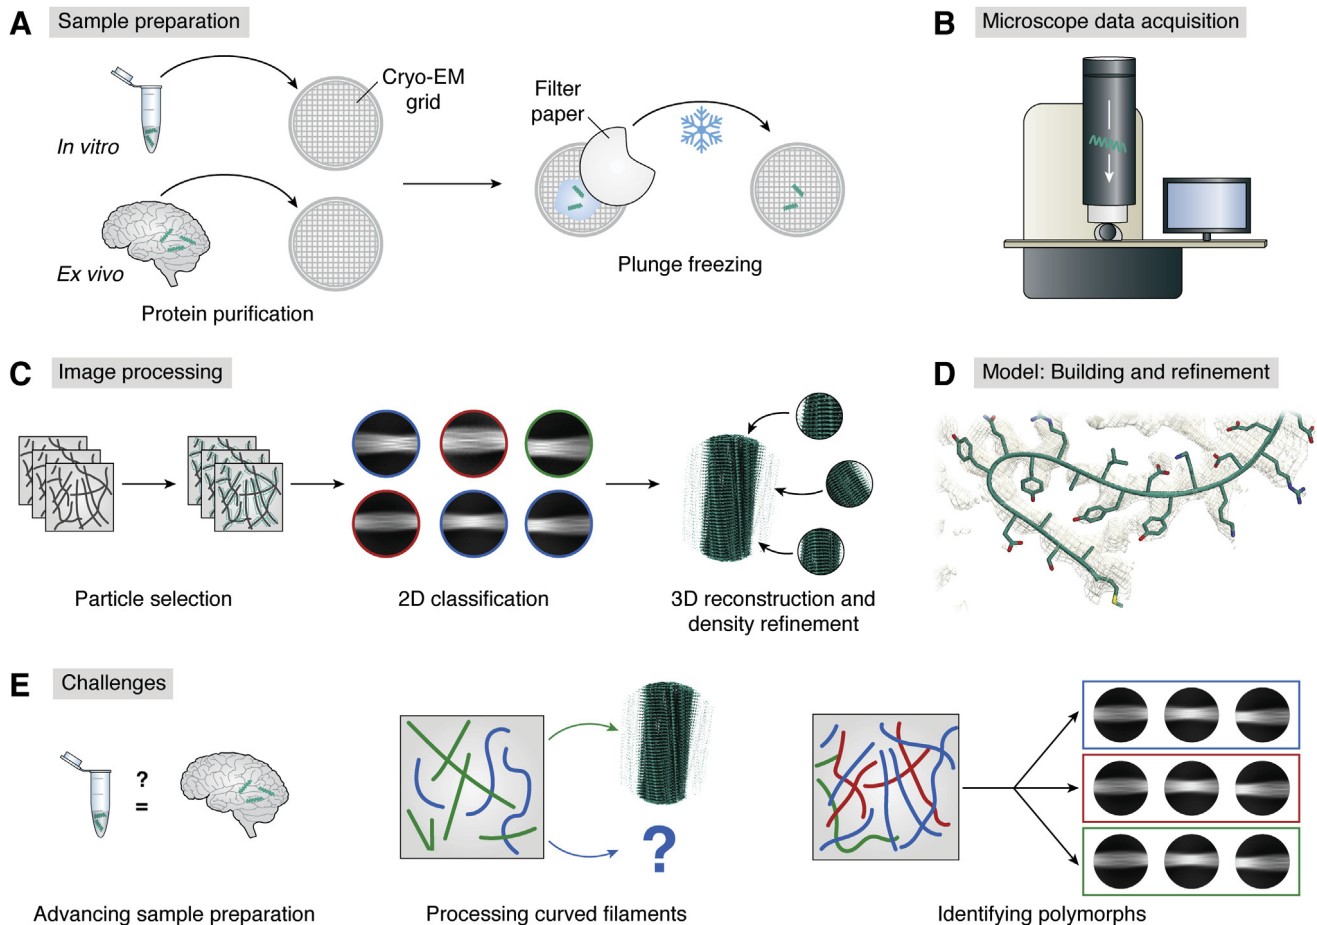 A Sample preparation
In vitro
Cryo-EM
grid
Ex vivo
Protein purification
Filter
paper
Plunge freezing
B Microscope data acquisition
C Image processing
Particle selection
2D classification
3D reconstruction and
density refinement
D Model: Building and refinement
E Challenges
?
=
Advancing sample preparation
?
Processing curved filaments
Identifying polymorphs